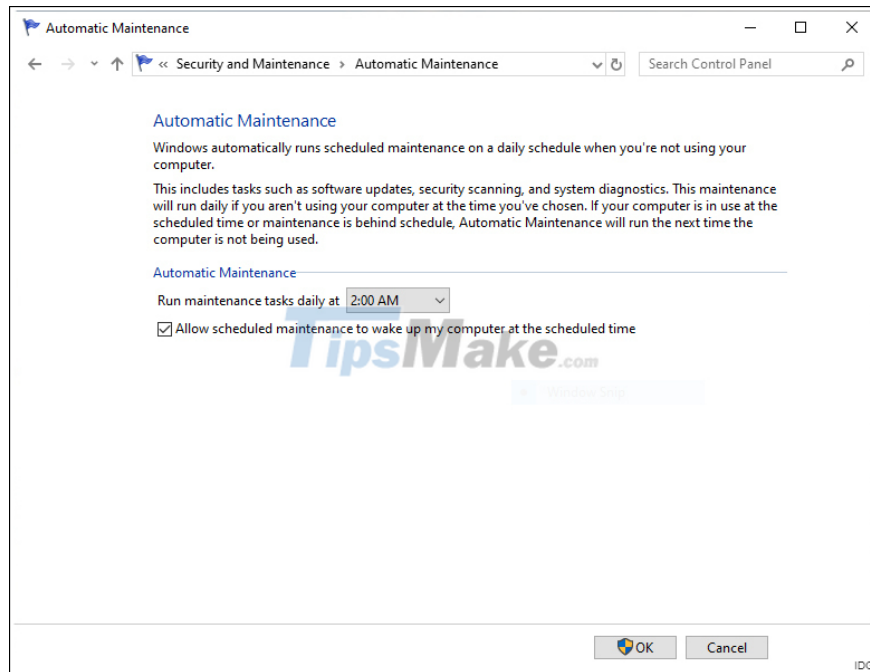 Automatic Maintenance
« Security and Maintenance › Automatic Maintenance
Search Control Panel
Automatic Maintenance
Windows automatically runs scheduled maintenance on a daily schedule when you're not using your
computer.
This includes tasks such as software updates, security scanning, and system diagnostics. This maintenance
will run daily if you aren't using your computer at the time you've chosen. If your computer is in use at the
scheduled time or maintenance is behind schedule, Automatic Maintenance will run the next time the
computer is not being used.
Automatic Maintenance
Run maintenance tasks daily at 2:00 AM
Allow scheduled maintenance to wake up my computer at the scheduled time
TipsMake.com
Window Snip
OK Cancel